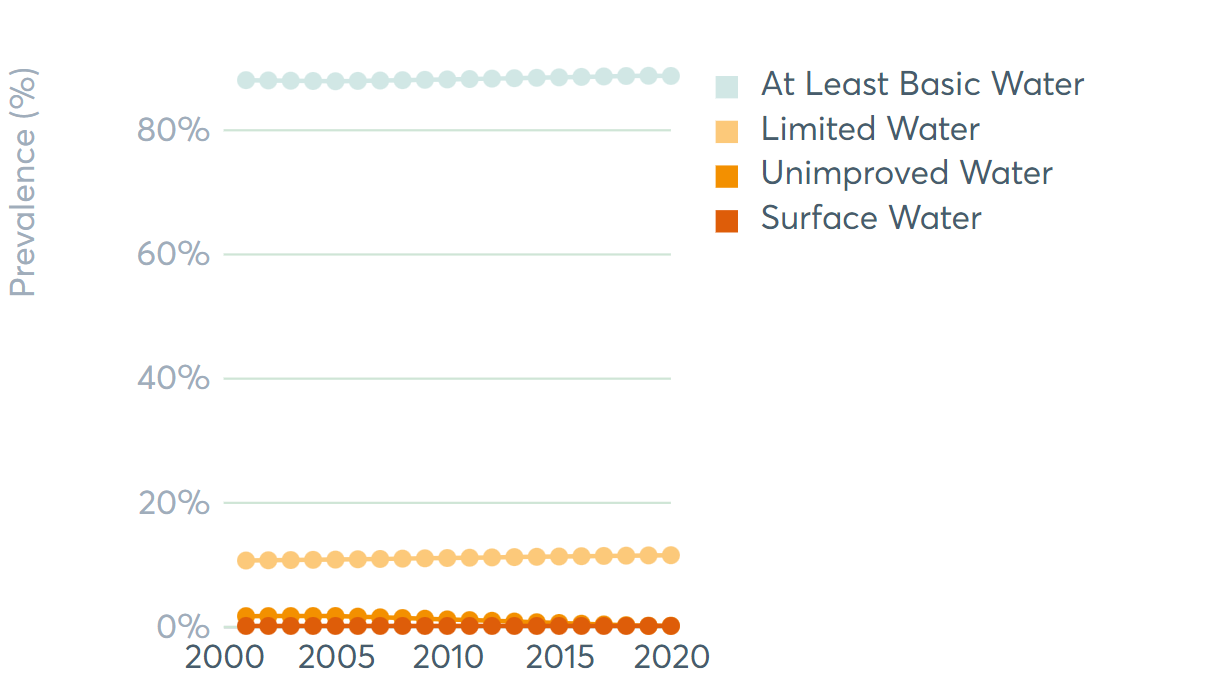 Prevalence (%)
80%
60%
40%
20%
0%
2000 2005 2010 2015 2020
At Least Basic Water
Limited Water
Unimproved Water
Surface Water